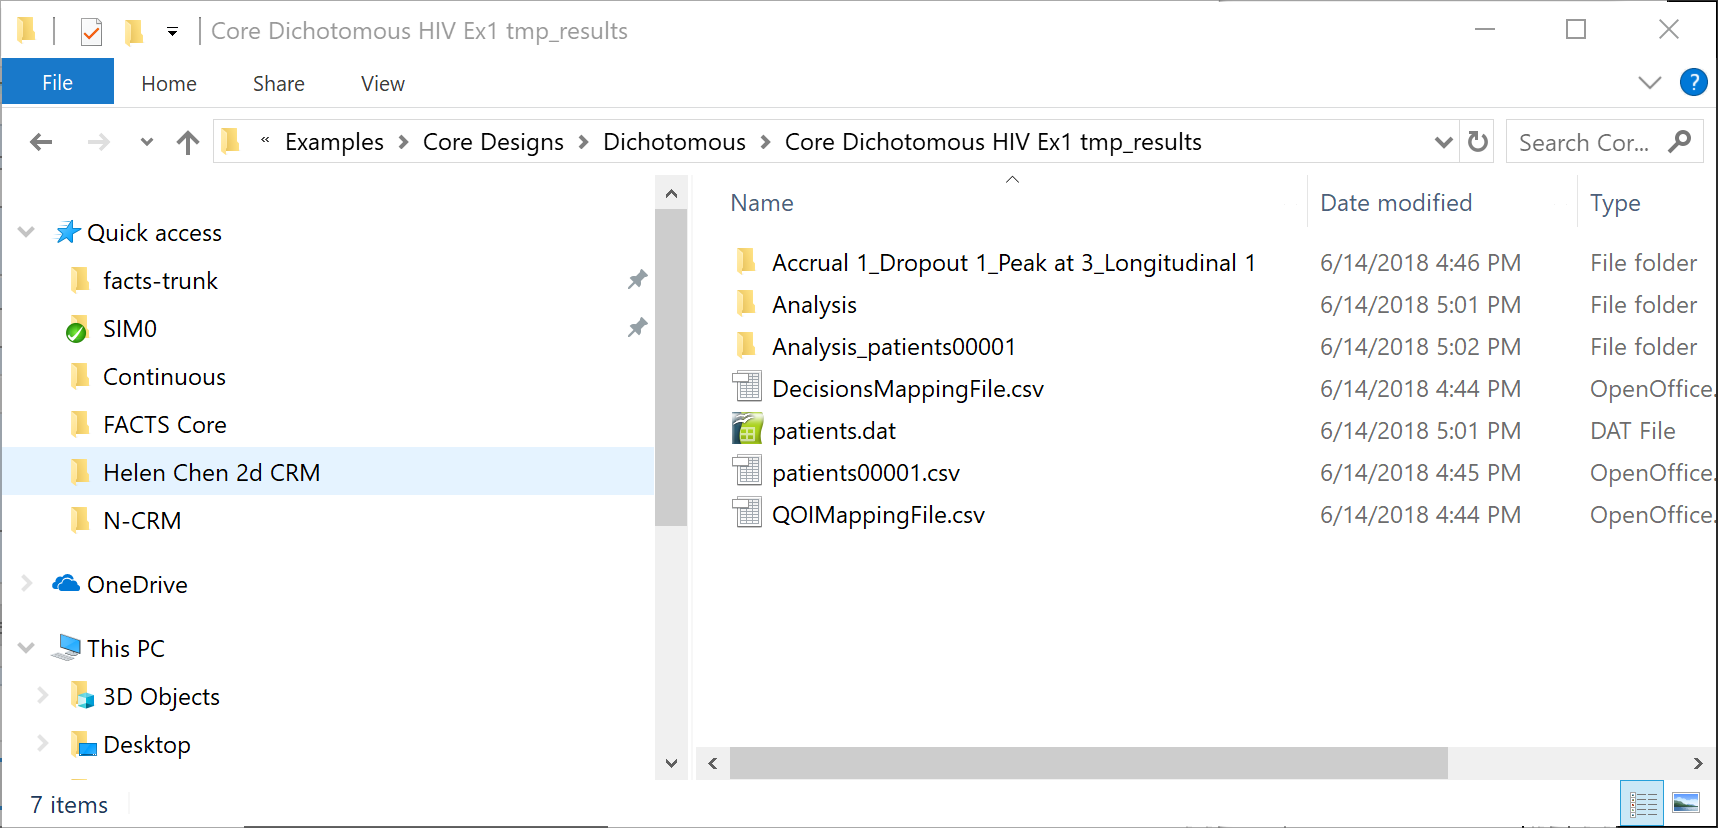 Core Dichotomous HIV Ex1 tmp_results
File Home Share View
?
« Examples > Core Designs > Dichotomous > Core Dichotomous HIV Ex1 tmp_results
Search Cor...
Quick access
facts-trunk
SIM0
Continuous
FACTS Core
Helen Chen 2d CRM
N-CRM
OneDrive
This PC
3D Objects
Desktop
Name Date modified Type
Accrual 1_Dropout 1_Peak at 3_Longitudinal 1 6/14/2018 4:46 PM File folder
Analysis 6/14/2018 5:01 PM File folder
Analysis_patients00001 6/14/2018 5:02 PM File folder
DecisionsMappingFile.csv 6/14/2018 4:44 PM OpenOffice.
patients.dat 6/14/2018 5:01 PM DAT File
patients00001.csv 6/14/2018 4:45 PM OpenOffice.
QOIMappingFile.csv 6/14/2018 4:44 PM OpenOffice.
7 items